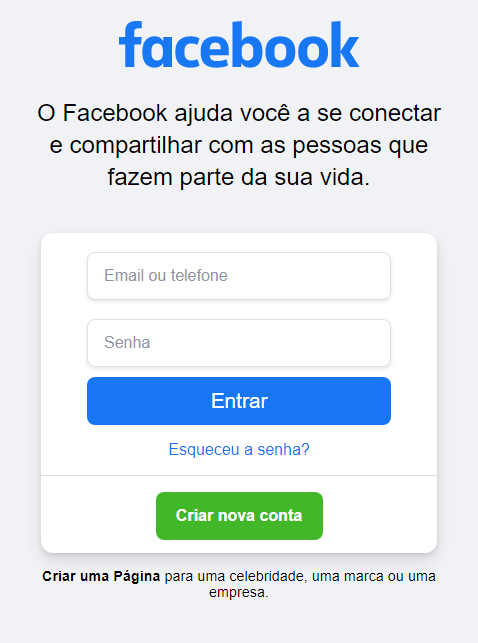 facebook
O Facebook ajuda você a se conectar
e compartilhar com as pessoas que
fazem parte da sua vida.
Email ou telefone
Senha
Entrar
Esqueceu a senha?
Criar nova conta
Criar uma Página para uma celebridade, uma marca ou uma
empresa.